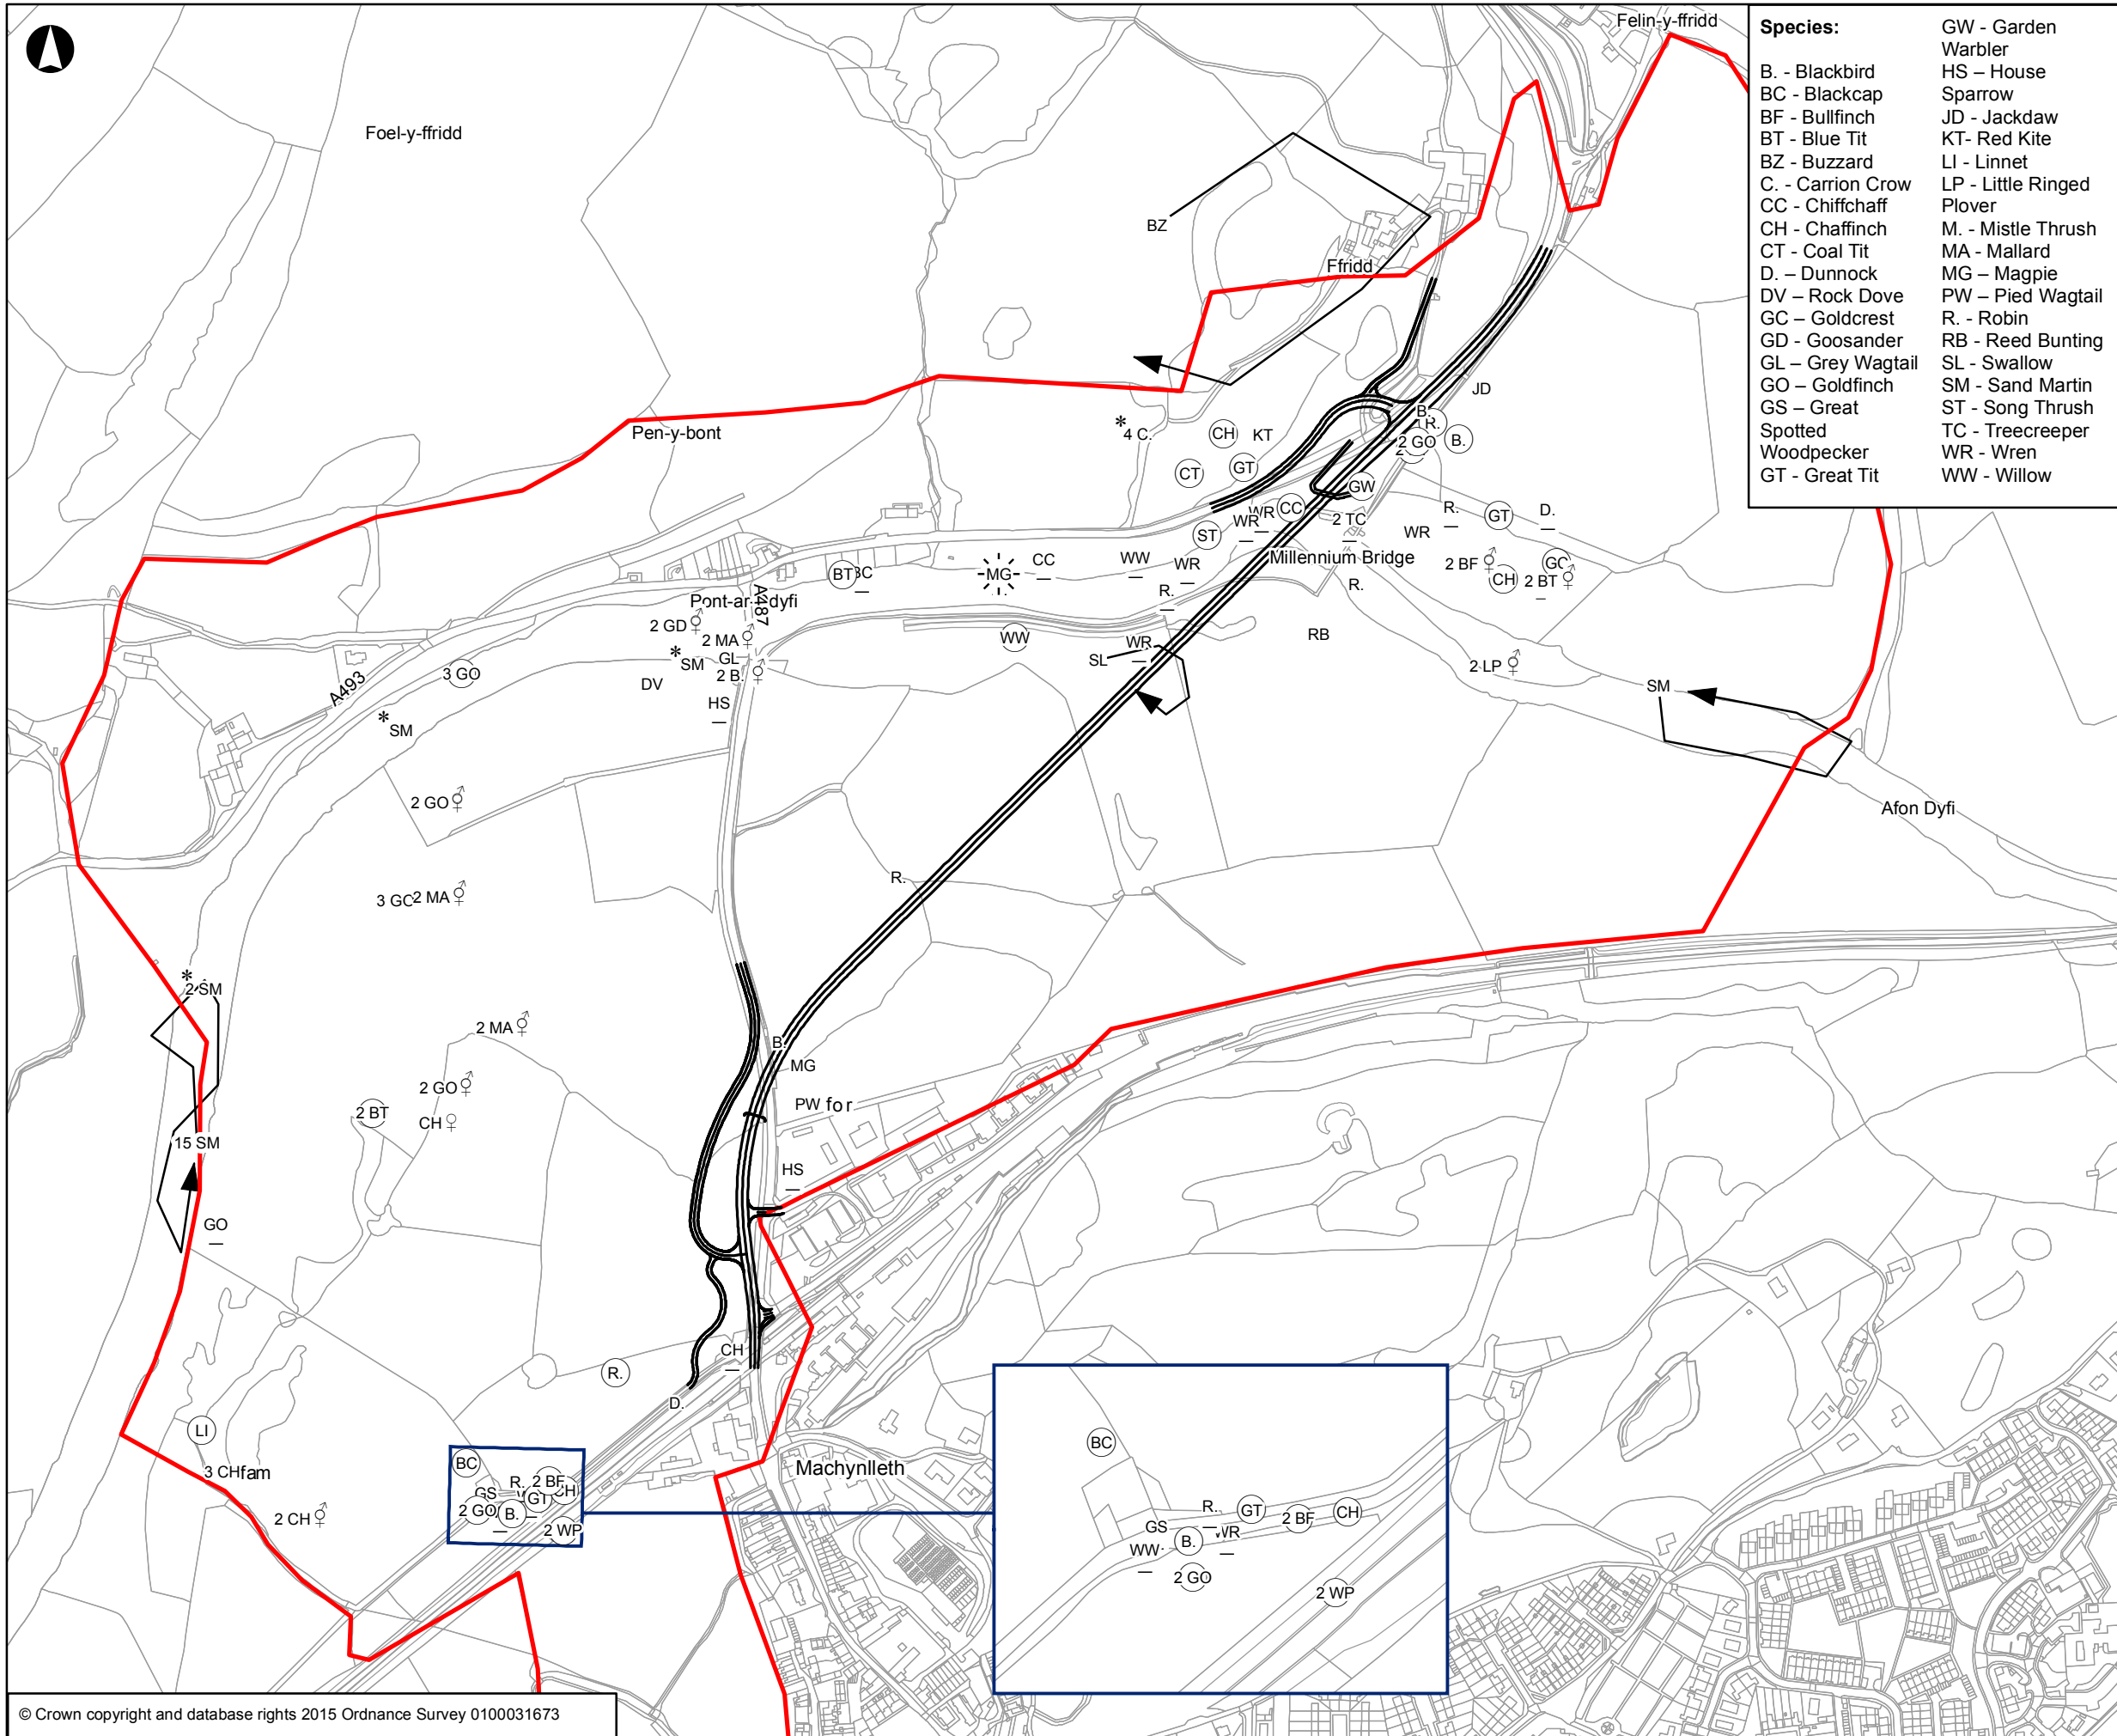 Felin-y-ffridd
Foel-y-ffridd
BZ
Ffridd
JD
Pen-y-bont
* 4 C.
CH
KT
B.
R.
2 GO
B.
CT
GT
GW
WR
CC
WR
ST
2 TC
R.
WR
GT
D.
Millennium Bridge
BT
MG
CC
WW
WR
2 BF
CH
2 BT
R.
R.
Pont-ar-dyfi
A487
2 GD
2 MA
* SM
GL
2 B.
DV
HS
WW
WR
SL
RB
2 LP
SM
3 GO
A493
* SM
2 GO
Afon Dyfi
R.
2 MA
* 2 SM
2 MA
B.
MG
2 GO
2 BT
CH
PW for
15 SM
HS
GO
CH
R.
D.
LI
3 CHfam
BC
2 CH
R.
2 BF
CH
GS
GT
2 GO
B.
2 WP
Machynlleth
BC
R.
GT
2 BF
CH
GS
B.
WR
WW
2 GO
2 WP
Species:
B. - Blackbird
BC - Blackcap
BF - Bullfinch
BT - Blue Tit
BZ - Buzzard
C. - Carrion Crow
CC - Chiffchaff
CH - Chaffinch
CT - Coal Tit
D. – Dunnock
DV – Rock Dove
GC – Goldcrest
GD - Goosander
GL – Grey Wagtail
GO – Goldfinch
GS – Great
Spotted
Woodpecker
GT - Great Tit
GW - Garden
Warbler
HS – House
Sparrow
JD - Jackdaw
KT- Red Kite
LI - Linnet
LP - Little Ringed
Plover
M. - Mistle Thrush
MA - Mallard
MG – Magpie
PW – Pied Wagtail
R. - Robin
RB - Reed Bunting
SL - Swallow
SM - Sand Martin
ST - Song Thrush
TC - Treecreeper
WR - Wren
WW - Willow
© Crown copyright and database rights 2015 Ordnance Survey 0100031673